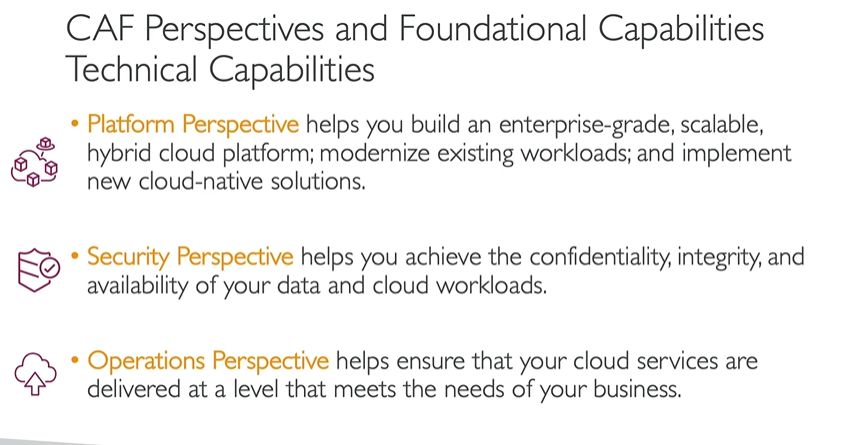 CAF Perspectives and Foundational Capabilities
Technical Capabilities
• Platform Perspective helps you build an enterprise-grade, scalable,
hybrid cloud platform; modernize existing workloads; and implement
new cloud-native solutions.
• Security Perspective helps you achieve the confidentiality, integrity, and
availability of your data and cloud workloads.
• Operations Perspective helps ensure that your cloud services are
delivered at a level that meets the needs of your business.